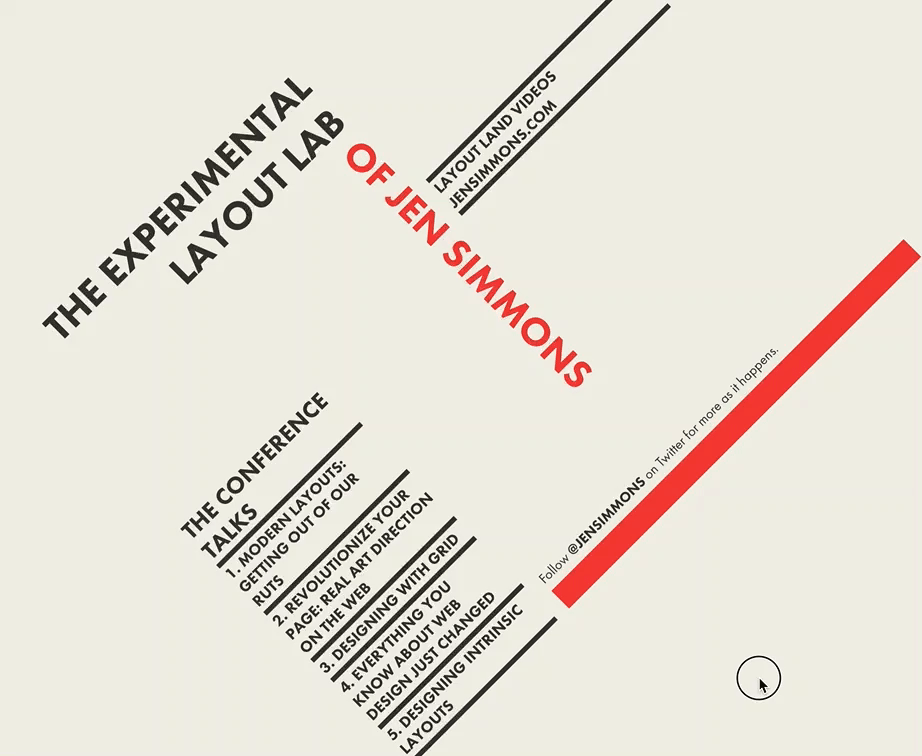 THE EXPERIMENTAL
LAYOUT LAB
OF JEN SIMMONS
LAYOUT LAND VIDEOS
JENSIMMONS.COM
THE CONFERENCE
TALKS
1. MODERN LAYOUTS:
GETTING OUT OF OUR
RUTS
2. REVOLUTIONIZE YOUR
PAGE: REAL ART DIRECTION
ON THE WEB
3. DESIGNING WITH GRID
4. EVERYTHING YOU
KNOW ABOUT WEB
DESIGN JUST CHANGED
5. DESIGNING INTRINSIC
LAYOUTS
Follow @JENSIMMONS on Twitter for more as it happens.